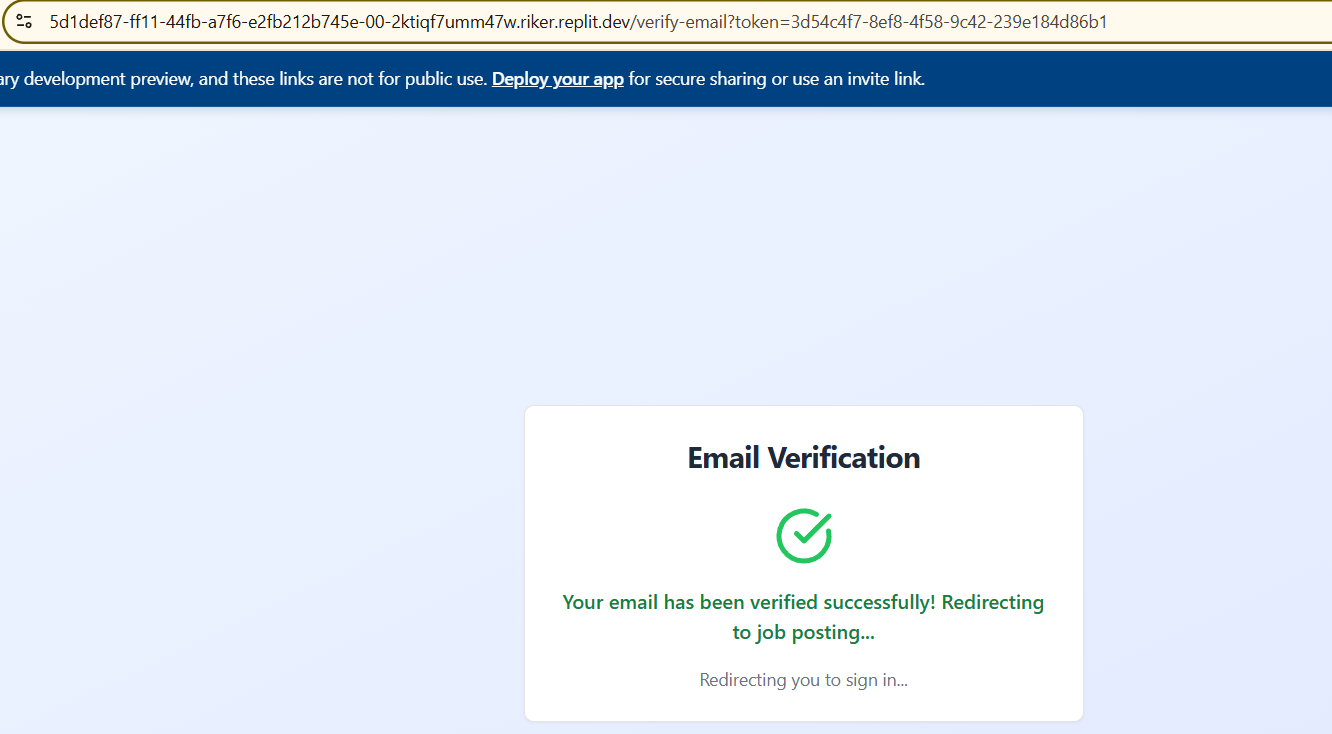 5d1def87-ff11-44fb-a7f6-e2fb212b745e-00-2ktiqf7umm47w.riker.replit.dev/verify-email?token=3d54c4f7-8ef8-4f58-9c42-239e184d86b1
development preview, and these links are not for public use. Deploy your app for secure sharing or use an invite link.
Email Verification
Your email has been verified successfully! Redirecting
to job posting...
Redirecting you to sign in...